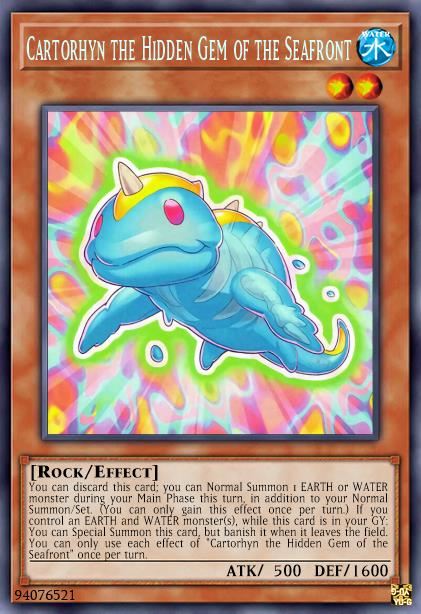 Cartorhyn the Hidden Gem of the Seafront
WATER
水
[Rock/Effect]
You can discard this card; you can Normal Summon 1 EARTH or WATER
monster during your Main Phase this turn, in addition to your Normal
Summon/Set. (You can only gain this effect once per turn.) If you
control an EARTH and WATER monster(s), while this card is in your GY:
You can Special Summon this card, but banish it when it leaves the field.
You can only use each effect of "Cartorhyn the Hidden Gem of the
Seafront" once per turn.
ATK/ 500 DEF/1600
94076521